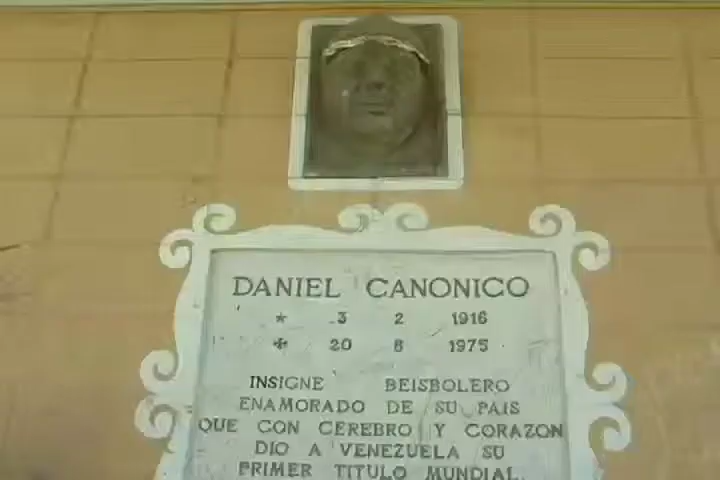 DANIEL CANONICO
* 3 2 1916
✠ 20 8 1975
INSIGNE BEISBOLERO
ENAMORADO DE SU PAIS
QUE CON CEREBRO Y CORAZON
DIO A VENEZUELA SU
PRIMER TITULO MUNDIAL